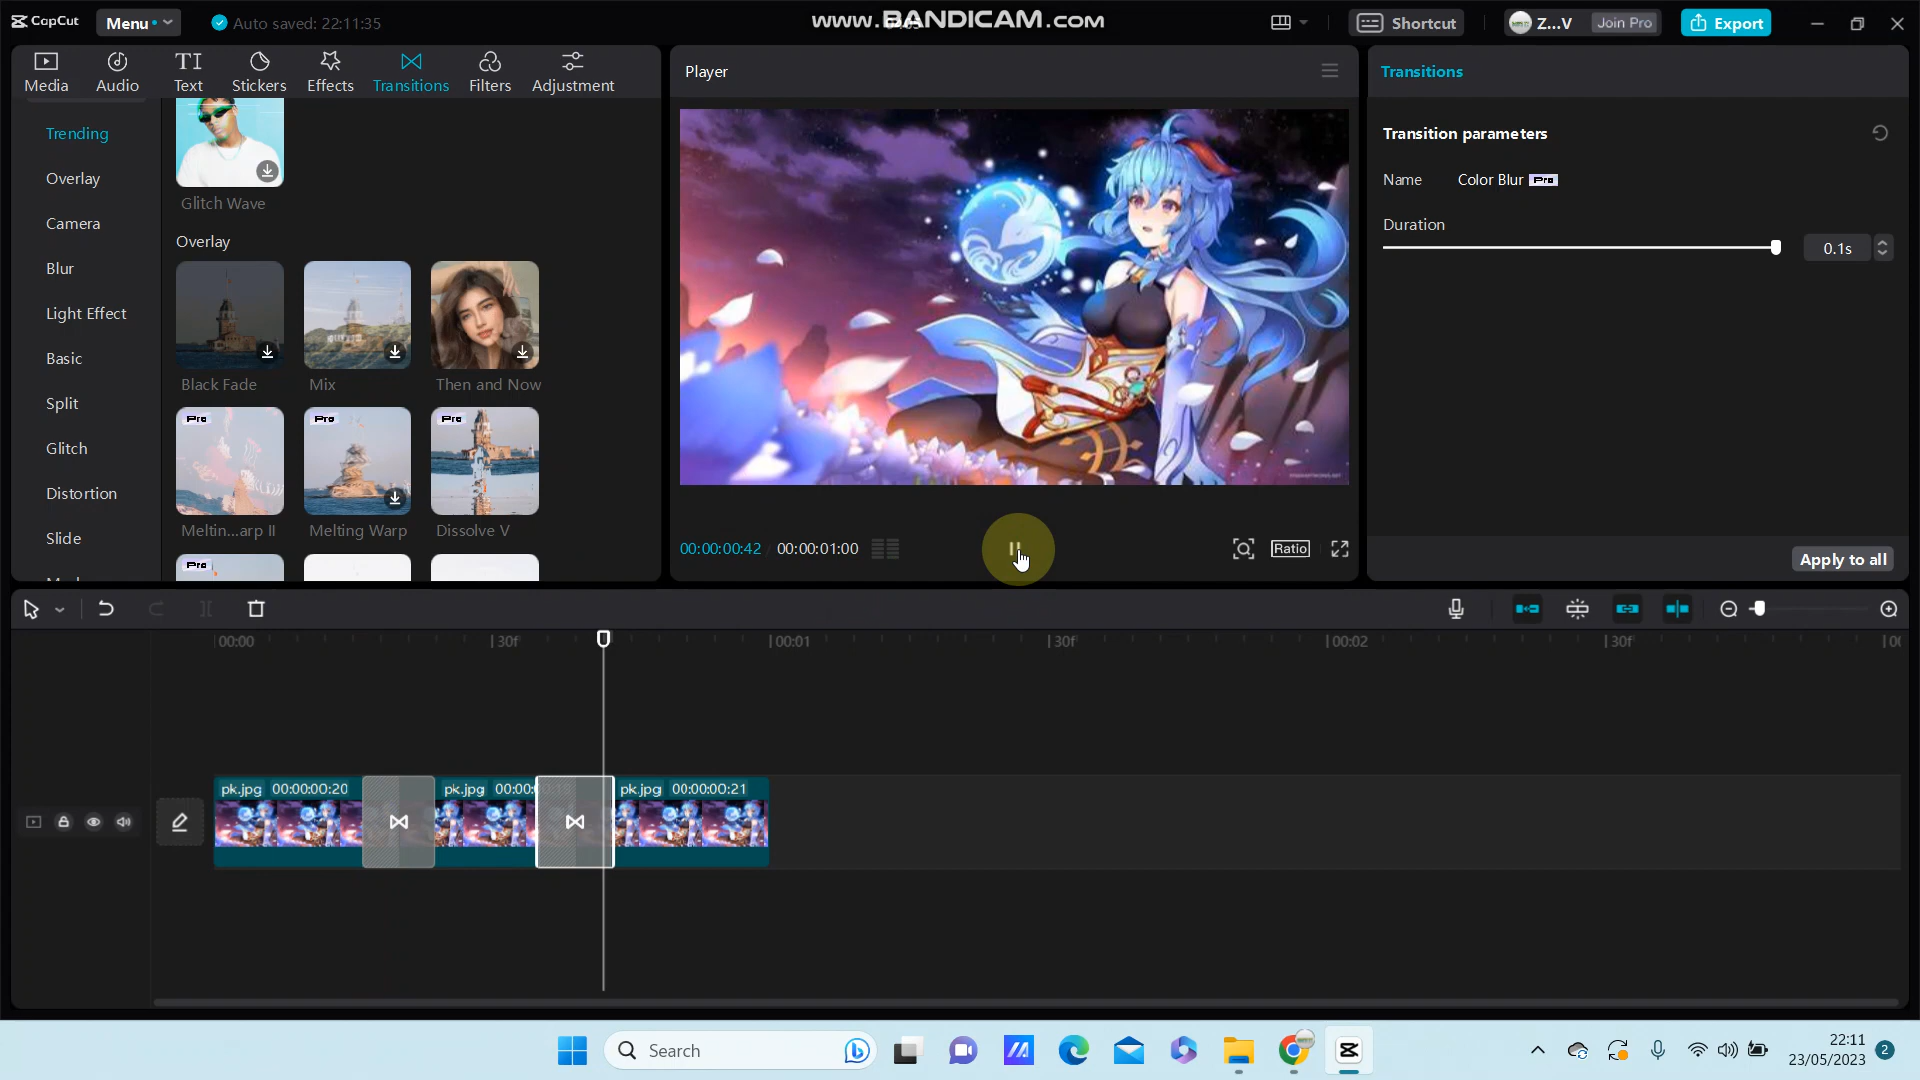 CapCut
Menu
Auto saved: 22:11:35
www.BANDICAM.com
Shortcut
Z...V
Join Pro
Export
Media
Audio
Text
Stickers
Effects
Transitions
Filters
Adjustment
Player
Transitions
Trending
Overlay
Camera
Blur
Light Effect
Basic
Split
Glitch
Distortion
Slide
Glitch Wave
Overlay
Black Fade
Mix
Then and Now
Pro
Pro
Pro
Meltin...arp II
Melting Warp
Dissolve V
Pro
Transition parameters
Name
Color Blur Pro
Duration
0.1s
00:00:00:42
00:00:01:00
Ratio
Apply to all
00:00
30f
00:01
30f
00:02
30f
pk.jpg 00:00:00:20
pk.jpg
pk.jpg 00:00:00:21
Search
22:11
23/05/2023
2